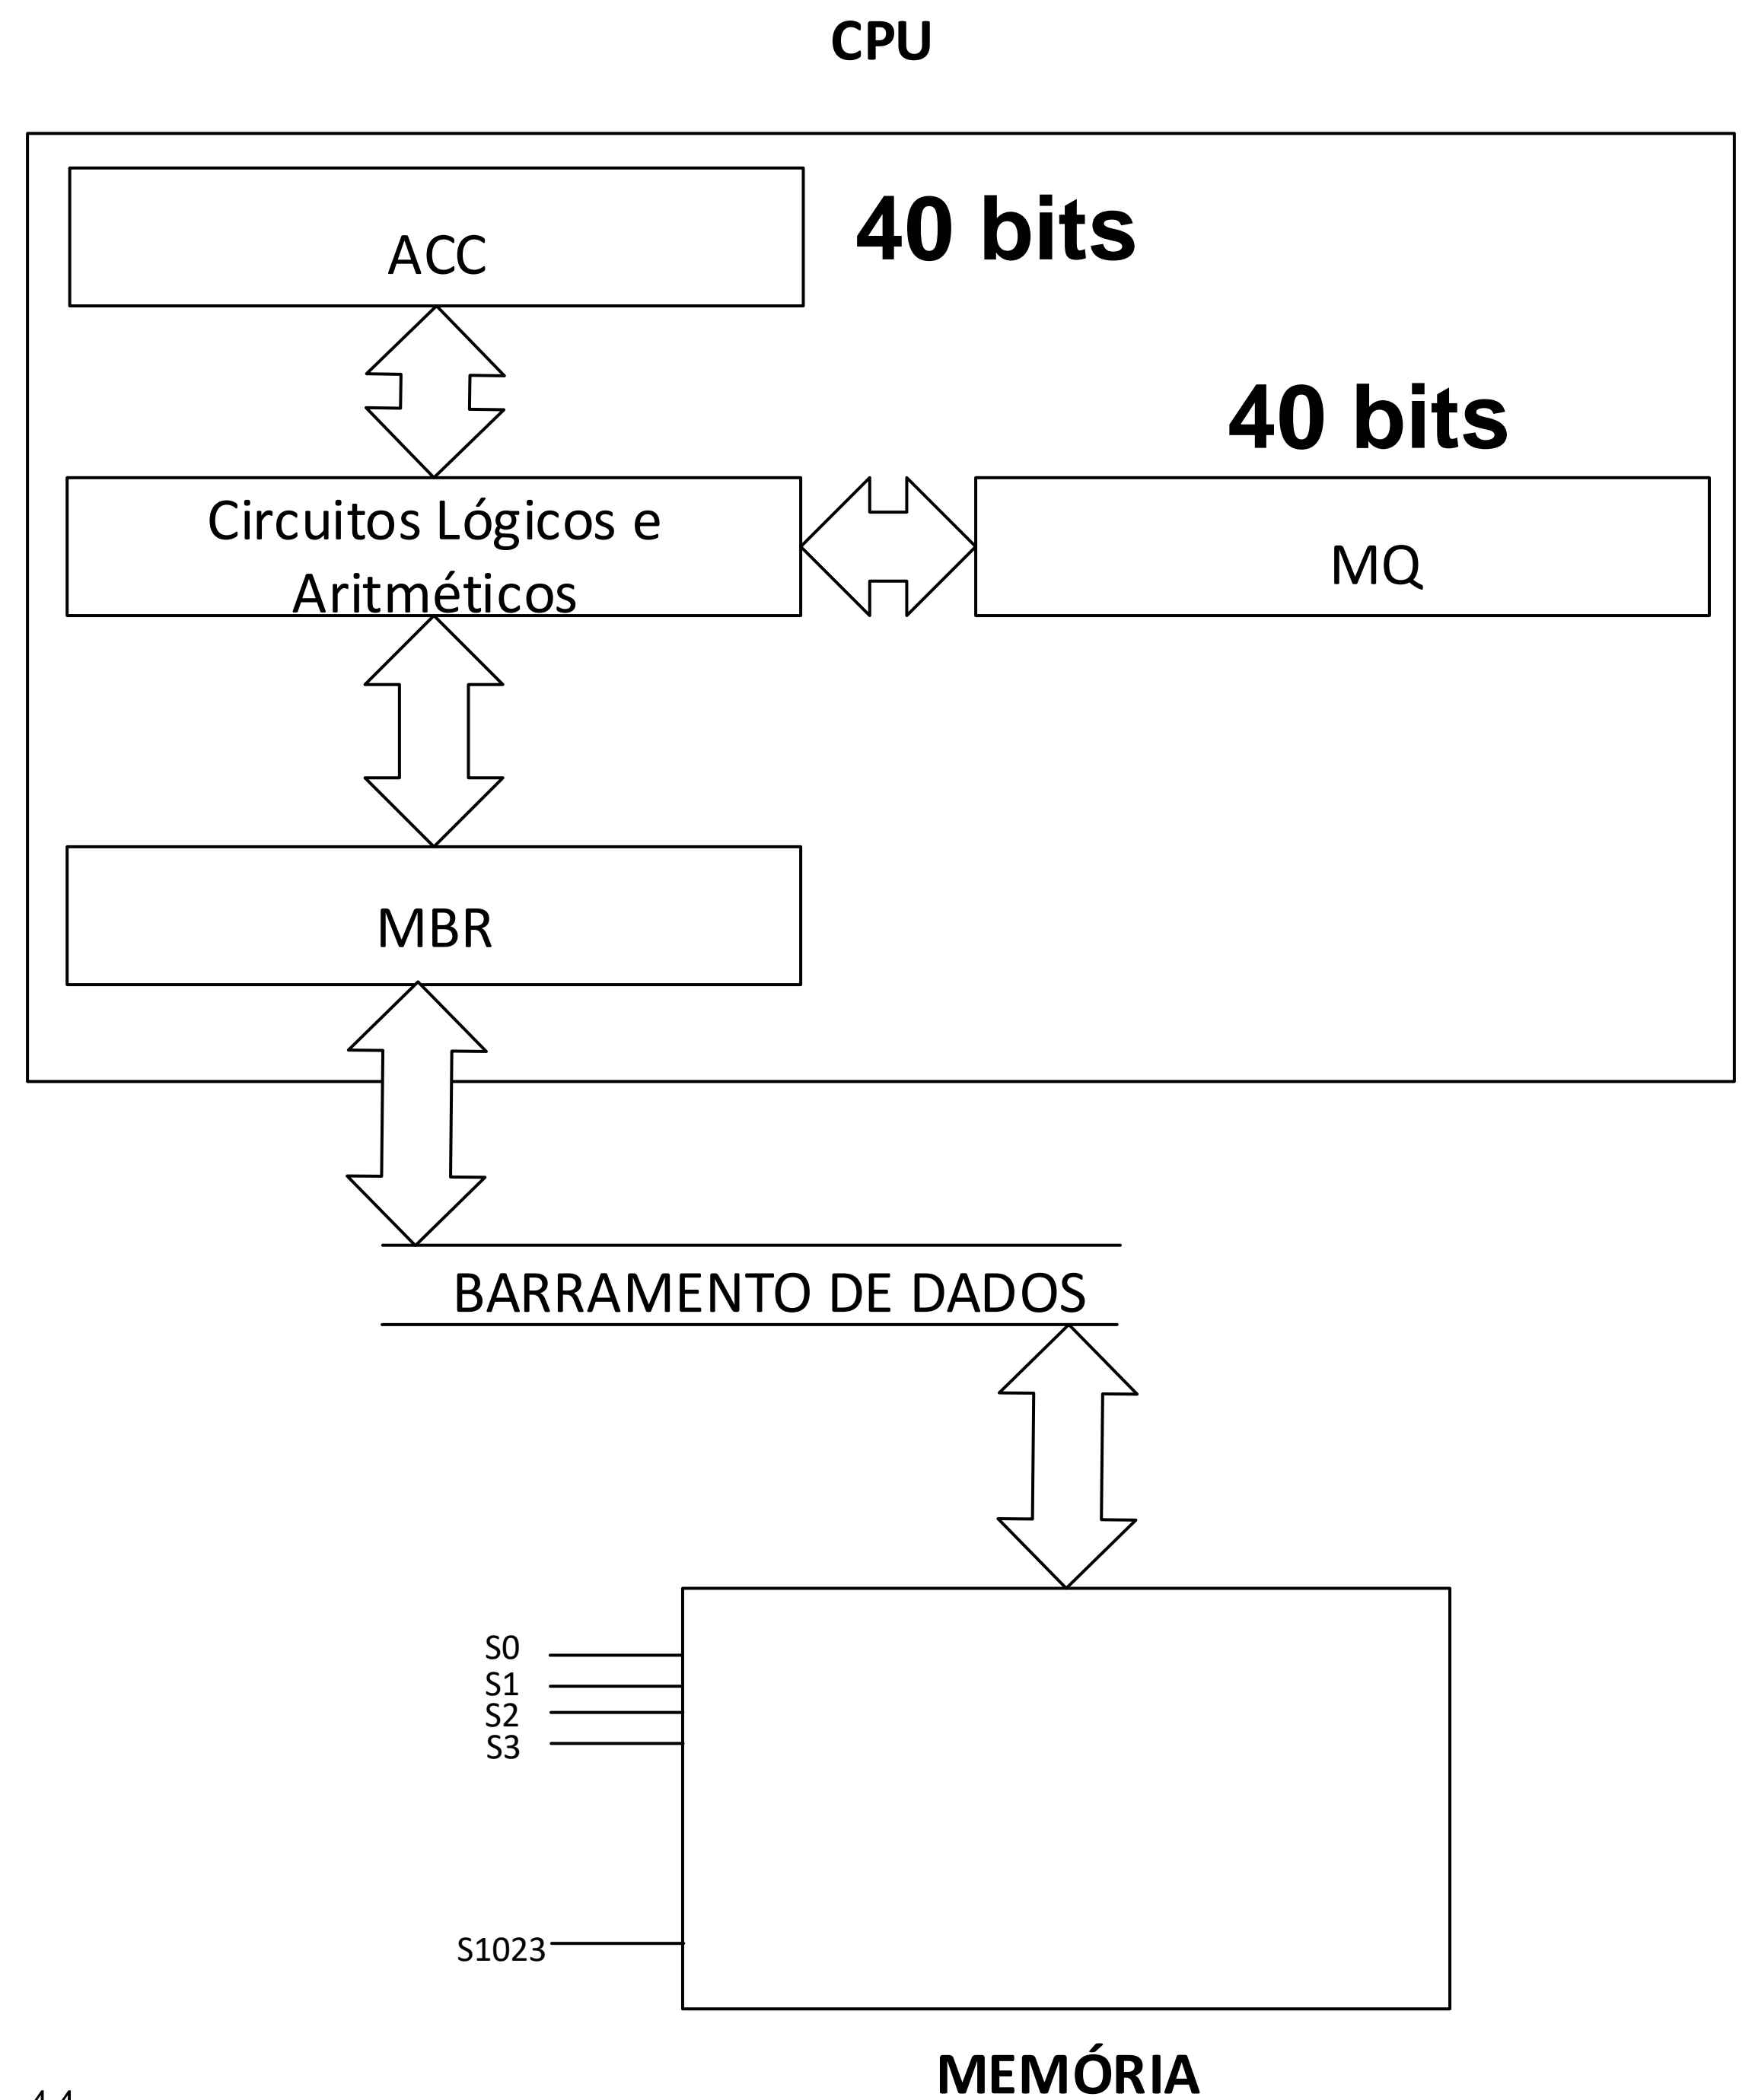 CPU
ACC
40 bits
40 bits
Circuitos Lógicos e
Aritméticos
MQ
MBR
BARRAMENTO DE DADOS
S0
S1
S2
S3
S1023
MEMÓRIA